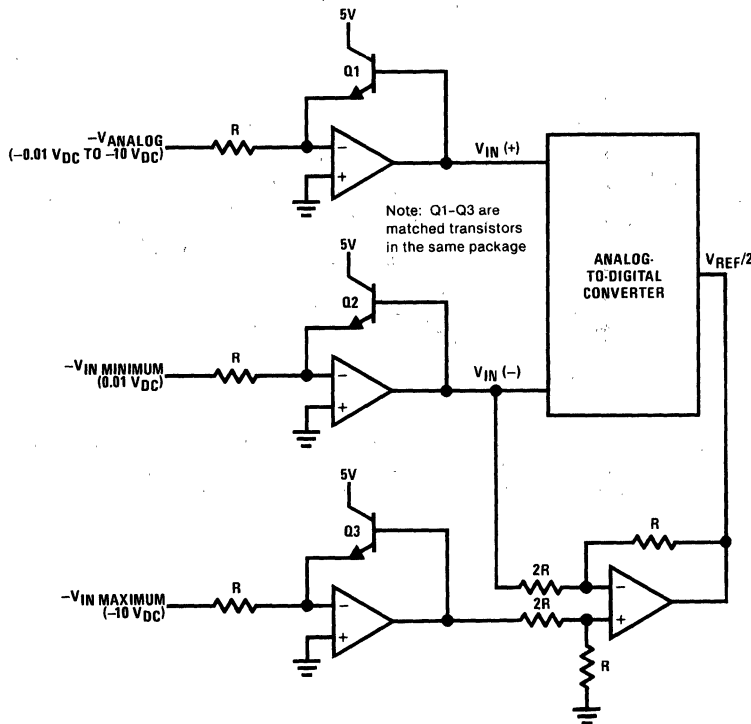 5V
Q1
–VANALOG
(–0.01 VDC TO –10 VDC)
R
–
+
VIN (+)
Note: Q1–Q3 are
matched transistors
in the same package
ANALOG-
TO-DIGITAL
CONVERTER
VREF/2
5V
Q2
–VIN MINIMUM
(0.01 VDC)
R
–
+
VIN (–)
5V
Q3
–VIN MAXIMUM
(–10 VDC)
R
–
+
R
2R
2R
–
+
R